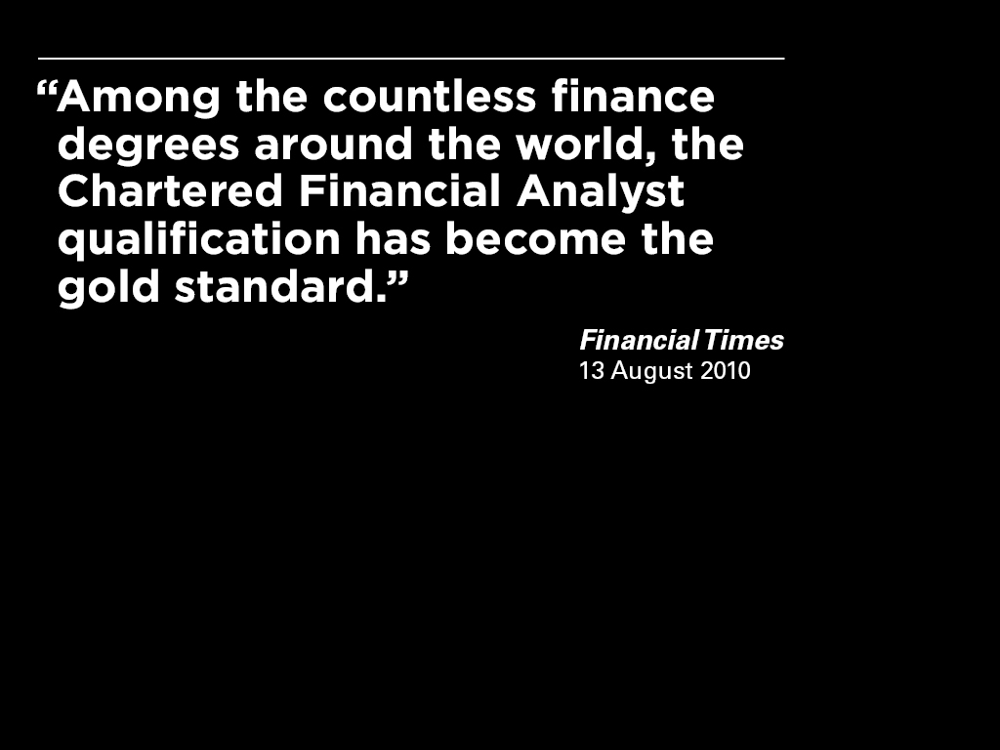 “Among the countless finance
degrees around the world, the
Chartered Financial Analyst
qualification has become the
gold standard.”
Financial Times
13 August 2010